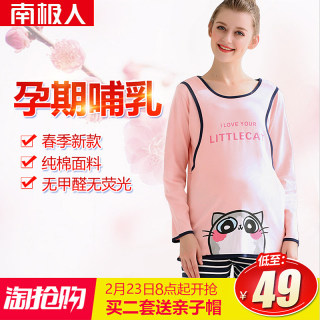 南极人
孕期哺乳
春季新款
纯棉面料
无甲醛无荧光
I LOVE YOUR
LITTLECA
淘抢购
2月23日8点起开抢
买二套送亲子帽
低至:
¥49